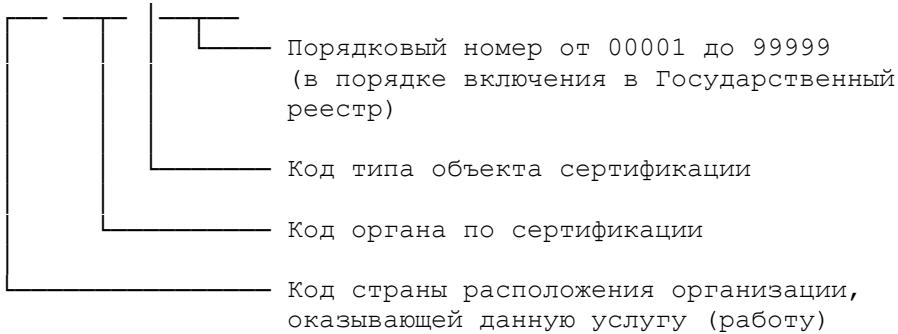 Порядковый номер от 00001 до 99999
(в порядке включения в Государственный
реестр)
Код типа объекта сертификации
Код органа по сертификации
Код страны расположения организации,
оказывающей данную услугу (работу)